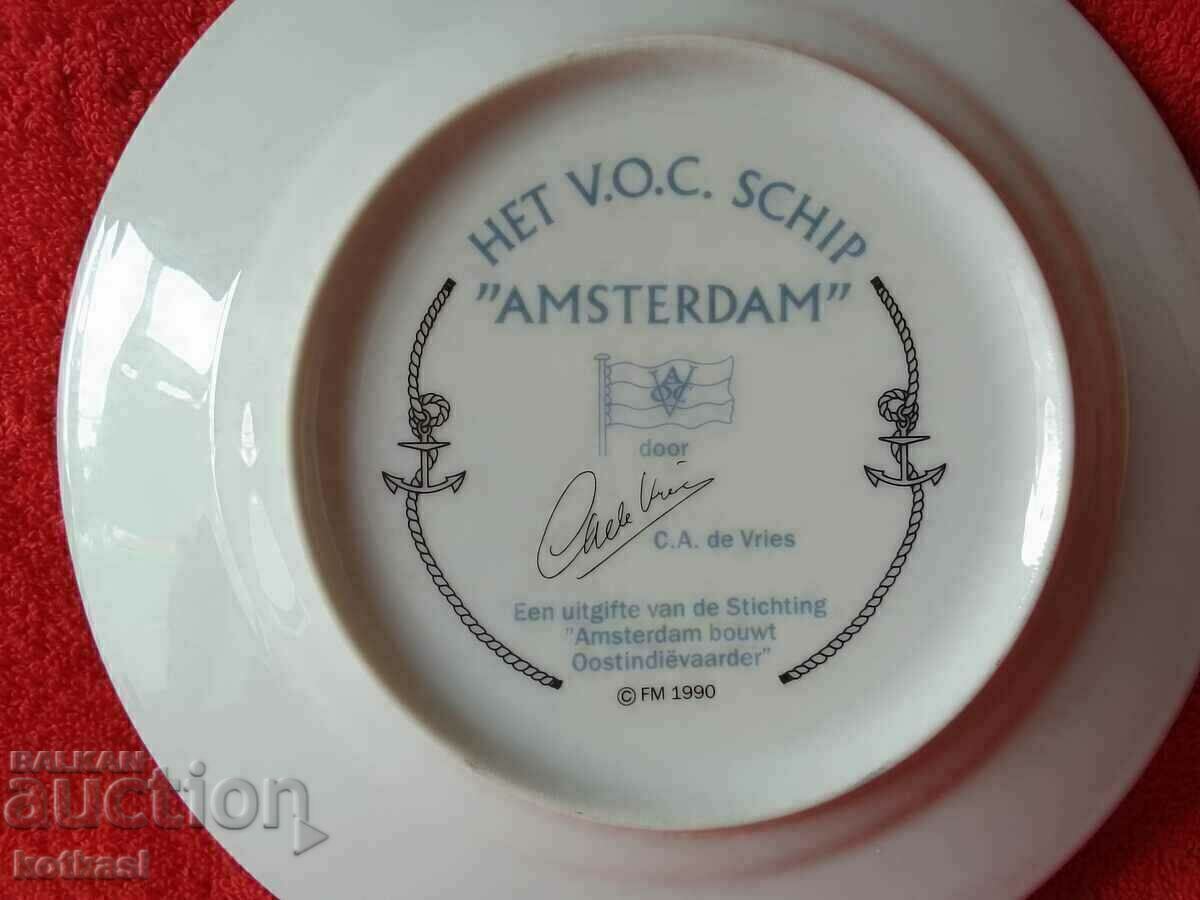 HET V.O.C. SCHIP
"AMSTERDAM"
A
VOC
door
C.A. de Vries
Een uitgifte van de Stichting
"Amsterdam bouwt
Oostindiëvaarder"
© FM 1990
BALKAN
auction
kotkasl